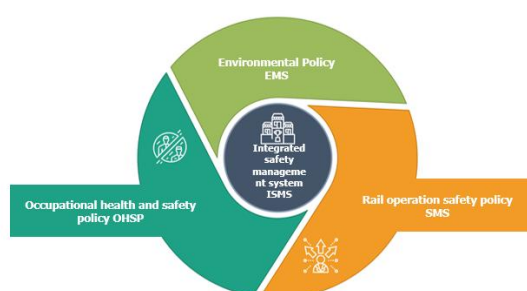 Environmental Policy
EMS
Integrated
safety
manageme
nt system
ISMS
Occupational health and safety
policy OHSP
Rail operation safety policy
SMS